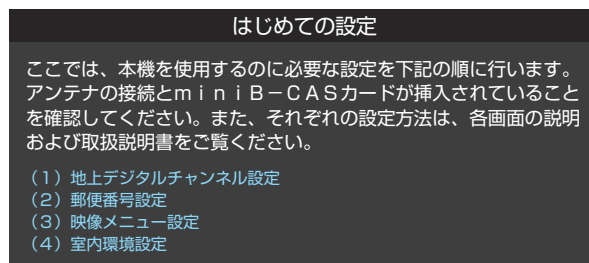 はじめての設定
ここでは、本機を使用するのに必要な設定を下記の順に行います。
アンテナの接続とｍｉｎｉＢ－ＣＡＳカードが挿入されていること
を確認してください。また、それぞれの設定方法は、各画面の説明
および取扱説明書をご覧ください。
（１）地上デジタルチャンネル設定
（２）郵便番号設定
（３）映像メニュー設定
（４）室内環境設定